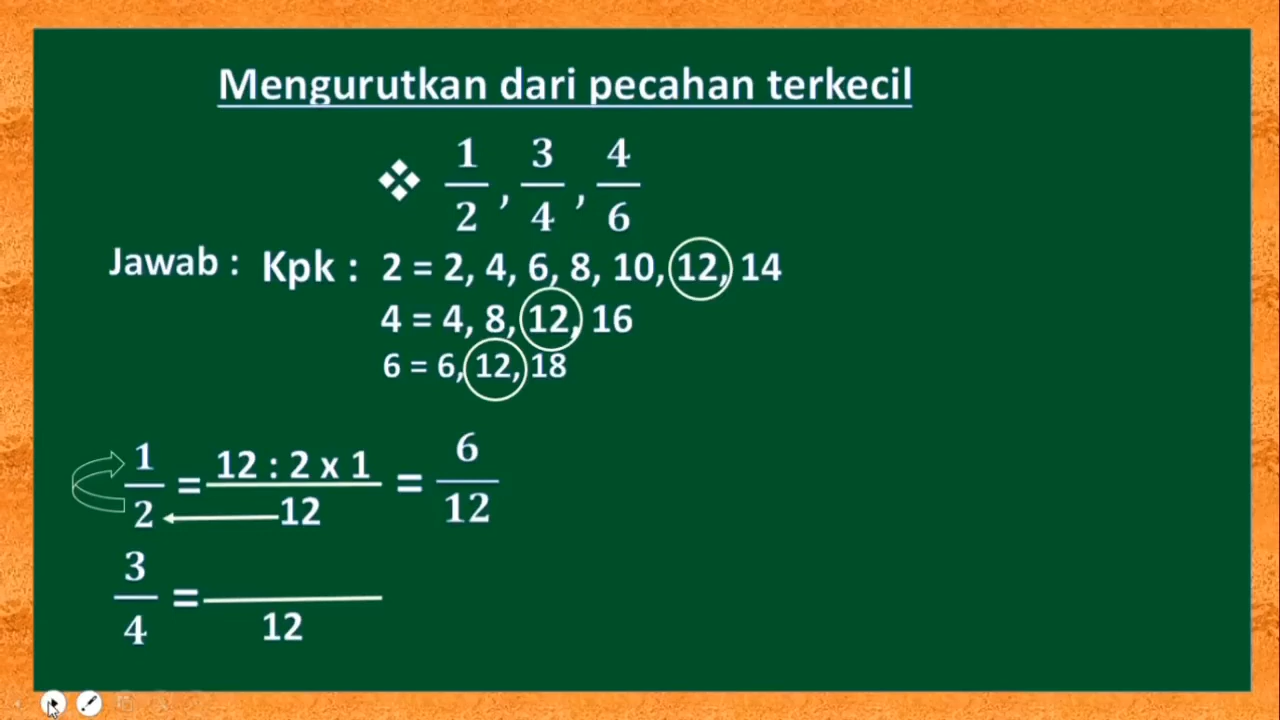 Mengurutkan dari pecahan terkecil
❖ 1/2 , 3/4 , 4/6
Jawab : Kpk : 2 = 2, 4, 6, 8, 10, 12, 14
4 = 4, 8, 12, 16
6 = 6, 12, 18
1/2 = 12 : 2 x 1/12 = 6/12
3/4 = /12